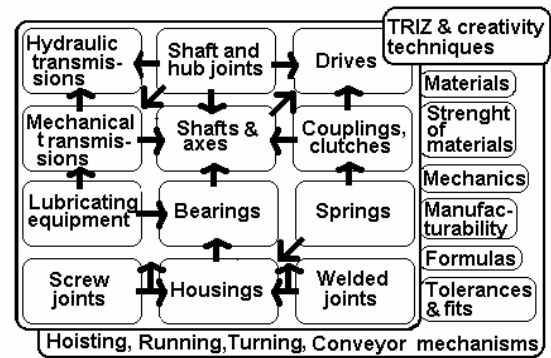 TRIZ & creativity
techniques
Hydraulic
transmis-
sions
Shaft and
hub joints
Drives
Materials
Strenght
of
materials
Mechanical
transmis-
sions
Shafts &
axes
Couplings,
clutches
Mechanics
Lubricating
equipment
Bearings
Springs
Manufac-
turability
Formulas
Screw
joints
Housings
Welded
joints
Tolerances
& fits
Hoisting, Running,Turning, Conveyor mechanisms